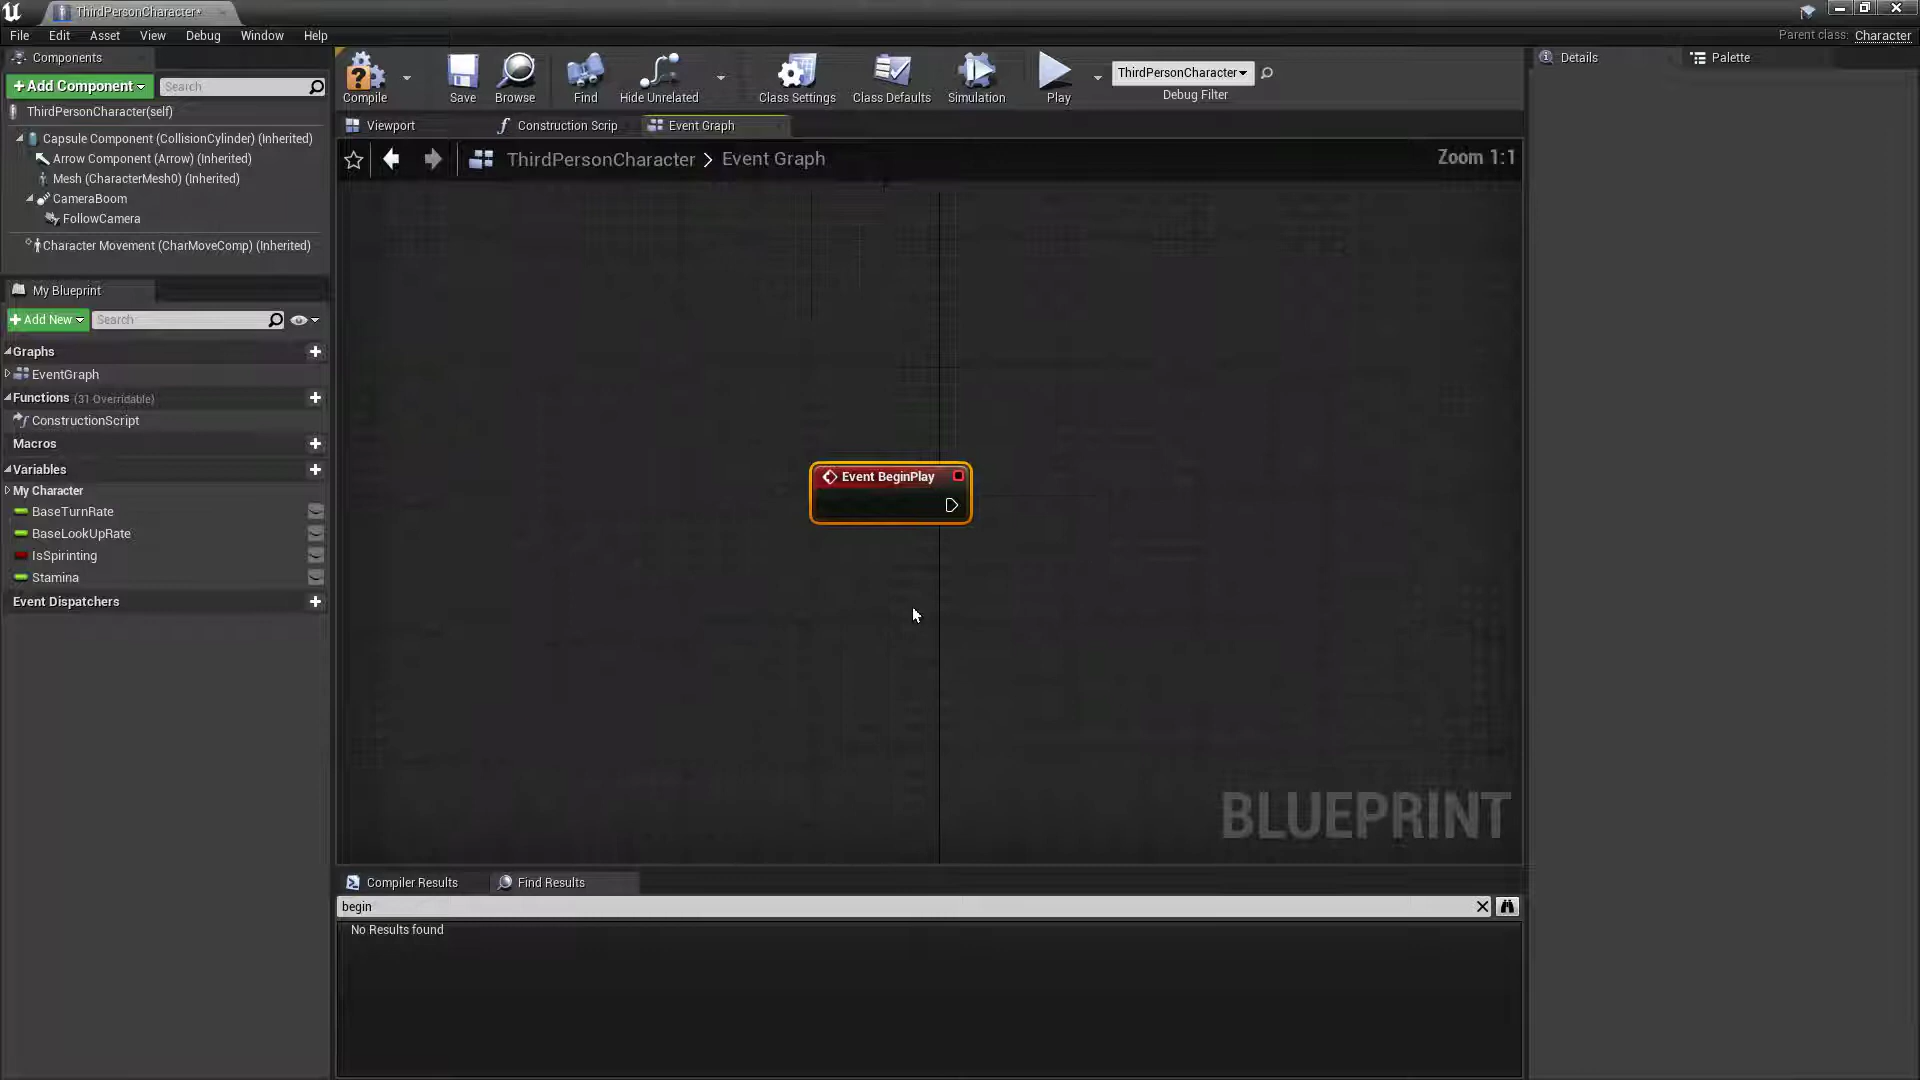 ThirdPersonCharacter*
File Edit Asset View Debug Window Help
Parent class: Character
Components
+Add Component
Search
ThirdPersonCharacter(self)
Capsule Component (CollisionCylinder) (Inherited)
Arrow Component (Arrow) (Inherited)
Mesh (CharacterMesh0) (Inherited)
CameraBoom
FollowCamera
Character Movement (CharMoveComp) (Inherited)
My Blueprint
+Add New
Search
Graphs
EventGraph
Functions (31 Overridable)
ConstructionScript
Macros
Variables
My Character
BaseTurnRate
BaseLookUpRate
IsSpirinting
Stamina
Event Dispatchers
Compile
Save
Browse
Find
Hide Unrelated
Class Settings
Class Defaults
Simulation
Play
ThirdPersonCharacter
Debug Filter
Viewport
Construction Scrip
Event Graph
ThirdPersonCharacter > Event Graph
Zoom 1:1
Event BeginPlay
BLUEPRINT
Compiler Results
Find Results
begin
No Results found
Details
Palette